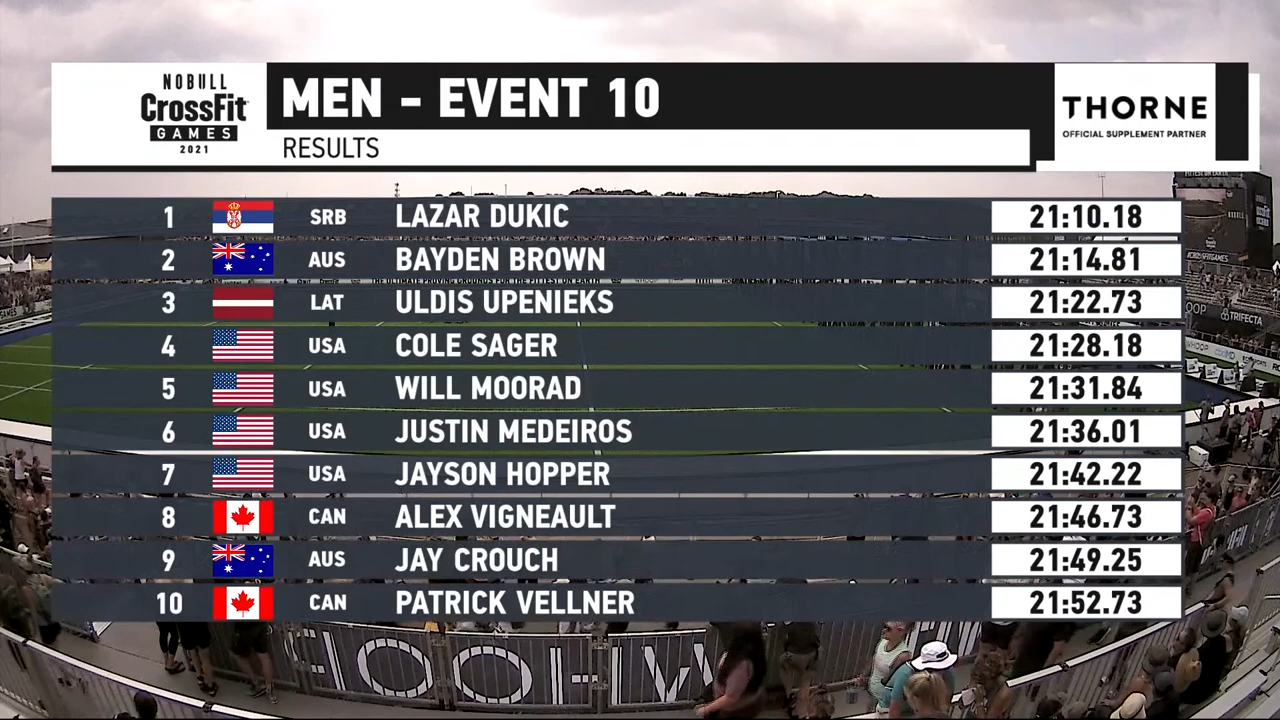 NOBULL
CrossFit
GAMES
2021
MEN - EVENT 10
RESULTS
THORNE
OFFICIAL SUPPLEMENT PARTNER
1 SRB LAZAR DUKIC 21:10.18
2 AUS BAYDEN BROWN 21:14.81
3 LAT ULDIS UPENIEKS 21:22.73
4 USA COLE SAGER 21:28.18
5 USA WILL MOORAD 21:31.84
6 USA JUSTIN MEDEIROS 21:36.01
7 USA JAYSON HOPPER 21:42.22
8 CAN ALEX VIGNEAULT 21:46.73
9 AUS JAY CROUCH 21:49.25
10 CAN PATRICK VELLNER 21:52.73
TRIFECTA
WHOOP